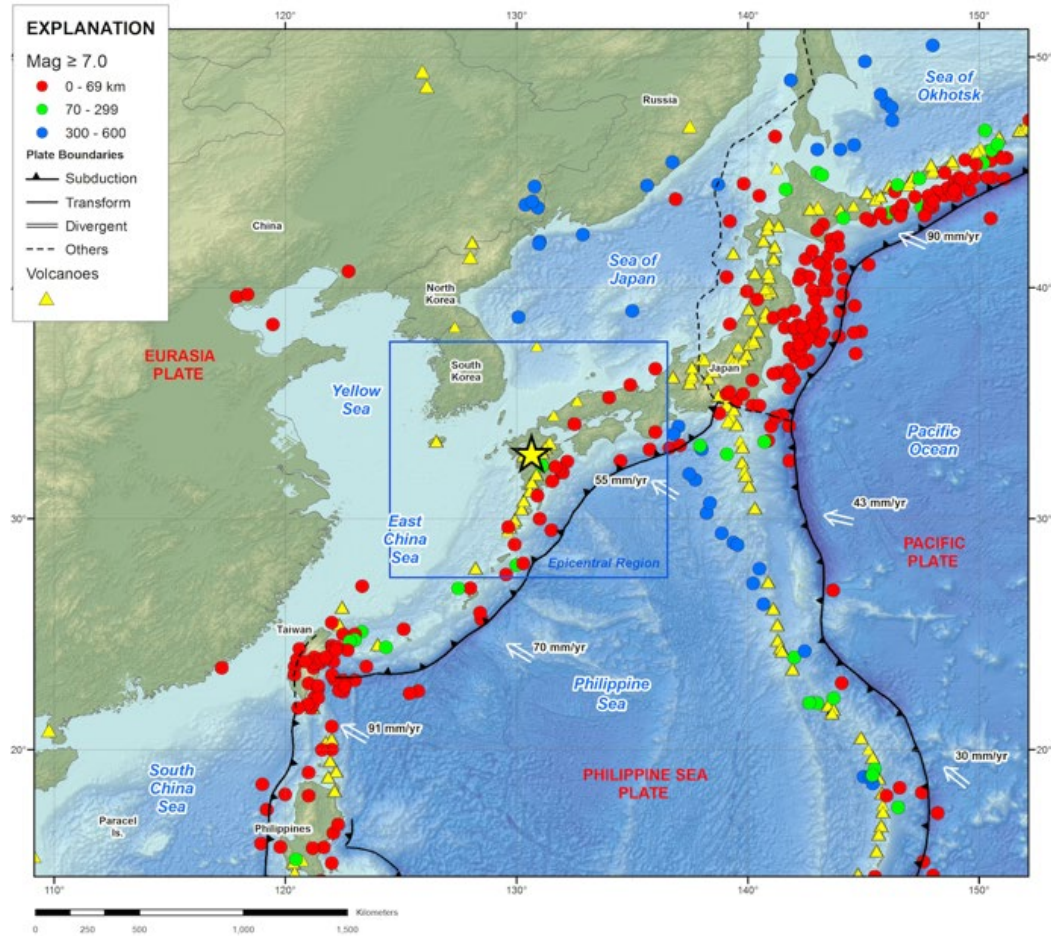 120°
130°
140°
150°
EXPLANATION
Mag ≥ 7.0
0 - 69 km
70 - 299
300 - 600
Plate Boundaries
Subduction
Transform
Divergent
Others
Volcanoes
50°
Sea of
Okhotsk
Russia
China
90 mm/yr
Sea of
Japan
40°
North
Korea
EURASIA
PLATE
South
Korea
Japan
Yellow
Sea
Pacific
Ocean
55 mm/yr
43 mm/yr
30°
30°
East
China
Sea
PACIFIC
PLATE
Epicentral Region
Taiwan
70 mm/yr
Philippine
Sea
91 mm/yr
20°
20°
30 mm/yr
South
China
Sea
PHILIPPINE SEA
PLATE
Paracel
Is.
Philippines
110°
120°
130°
140°
150°
Kilometers
0 250 500 1,000 1,500